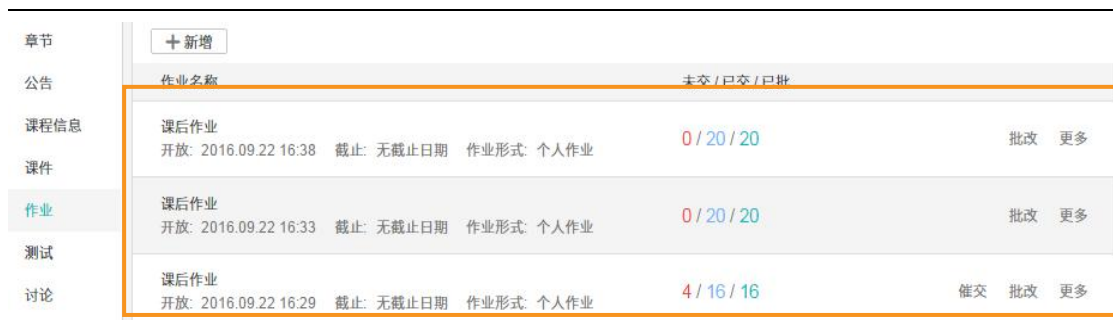 章节
＋新增
公告
作业名称
未交 / 已交 / 已批
课程信息
课后作业
开放: 2016.09.22 16:38 截止: 无截止日期 作业形式: 个人作业
0 / 20 / 20
批改 更多
课件
作业
课后作业
开放: 2016.09.22 16:33 截止: 无截止日期 作业形式: 个人作业
0 / 20 / 20
批改 更多
测试
讨论
课后作业
开放: 2016.09.22 16:29 截止: 无截止日期 作业形式: 个人作业
4 / 16 / 16
催交 批改 更多